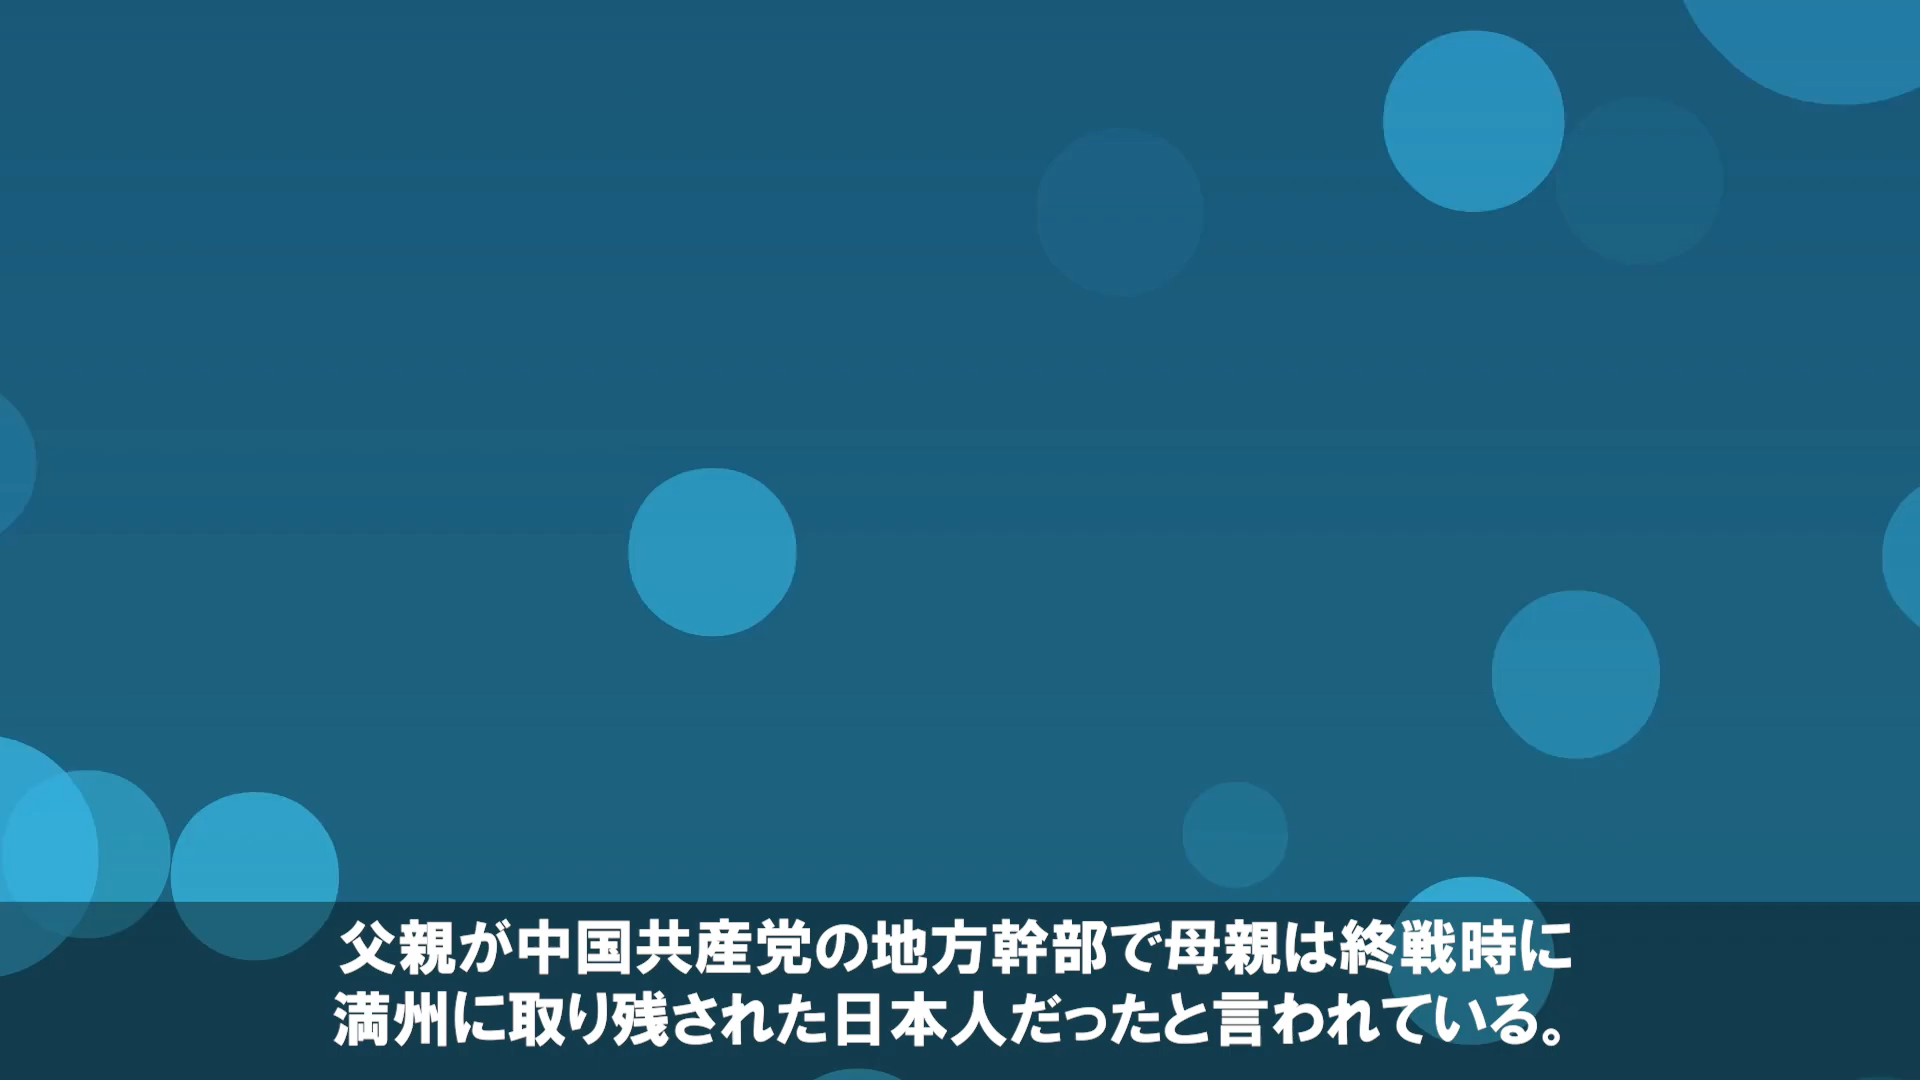 父親が中国共産党の地方幹部で母親は終戦時に
満州に取り残された日本人だったと言われている。